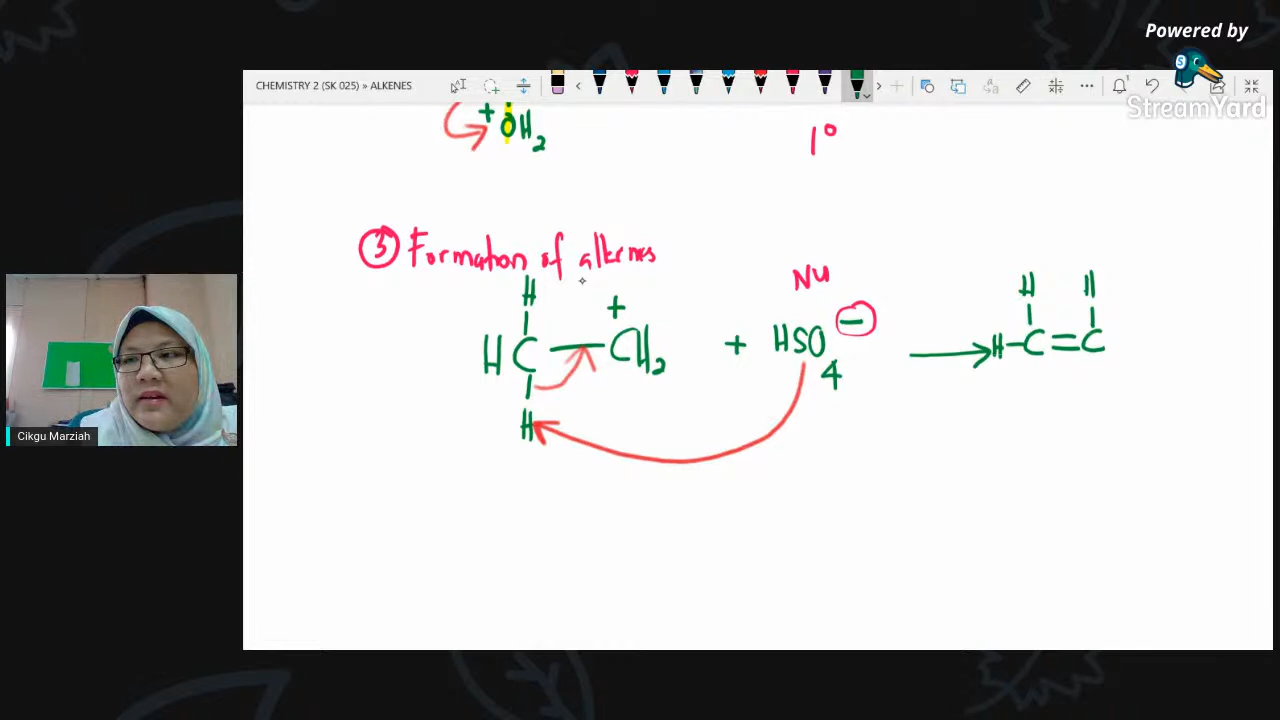 Powered by
StreamYard
CHEMISTRY 2 (SK 025) » ALKENES
+
OH2
1°
③ Formation of alkenes
H
+
HC — CH2
H
+ HSO4
NU
−
→
H H
H–C=C
Cikgu Marziah